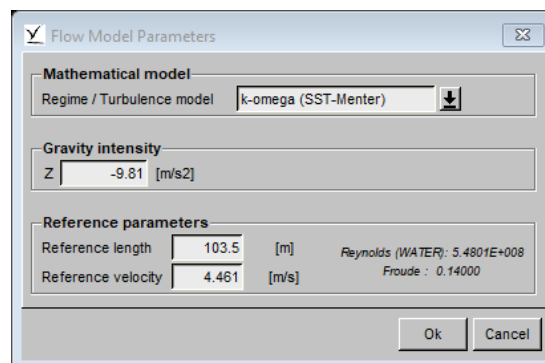 Flow Model Parameters
Mathematical model
Regime / Turbulence model k-omega (SST-Menter)
Gravity intensity
Z -9.81 [m/s2]
Reference parameters
Reference length 103.5 [m] Reynolds (WATER): 5.4801E+008
Froude : 0.14000
Reference velocity 4.461 [m/s]
Ok Cancel